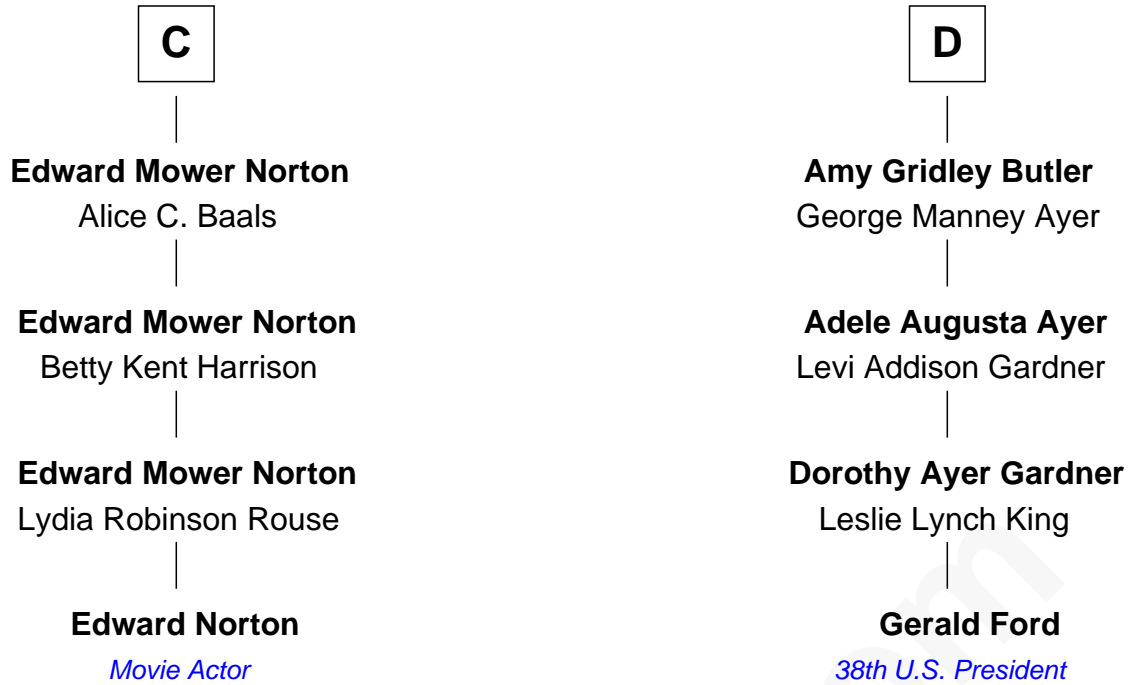 C
Edward Mower Norton
Alice C. Baals
Edward Mower Norton
Betty Kent Harrison
Edward Mower Norton
Lydia Robinson Rouse
Edward Norton
Movie Actor
D
Amy Gridley Butler
George Manney Ayer
Adele Augusta Ayer
Levi Addison Gardner
Dorothy Ayer Gardner
Leslie Lynch King
Gerald Ford
38th U.S. President